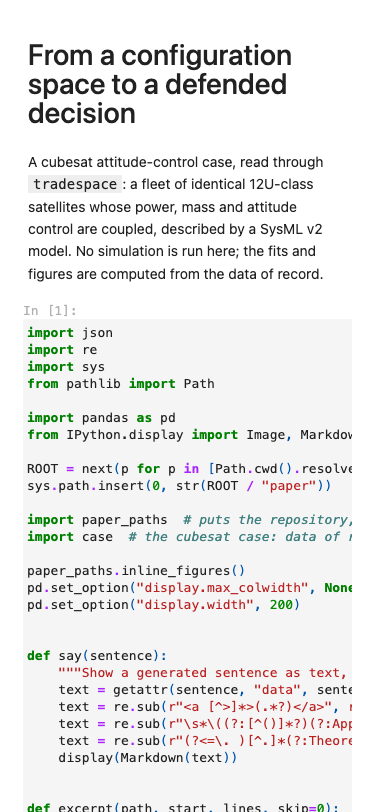 From a configuration
space to a defended
decision
A cubesat attitude-control case, read through
tradespace: a fleet of identical 12U-class
satellites whose power, mass and attitude
control are coupled, described by a SysML v2
model. No simulation is run here; the fits and
figures are computed from the data of record.
In [1]:
import json
import re
import sys
from pathlib import Path
import pandas as pd
from IPython.display import Image, Markdow
ROOT = next(p for p in [Path.cwd().resolve
sys.path.insert(0, str(ROOT / "paper"))
import paper_paths  # puts the repository,
import case  # the cubesat case: data of r
paper_paths.inline_figures()
pd.set_option("display.max_colwidth", None
pd.set_option("display.width", 200)
def say(sentence):
    """Show a generated sentence as text,
    text = getattr(sentence, "data", sente
    text = re.sub(r"<a [^>]*>(.*?)</a>", r
    text = re.sub(r"\s*\((?:[^()]*?)(?:App
    text = re.sub(r"(?<=\. )[^.]*(?:Theore
    display(Markdown(text))
def excerpt(path, start, lines, skip=0):